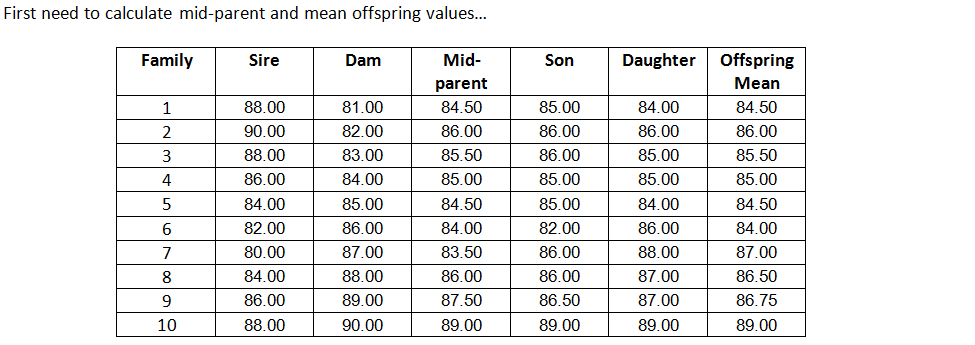 First need to calculate mid-parent and mean offspring values...
Family Sire Dam Mid-parent Son Daughter Offspring Mean
1 88.00 81.00 84.50 85.00 84.00 84.50
2 90.00 82.00 86.00 86.00 86.00 86.00
3 88.00 83.00 85.50 86.00 85.00 85.50
4 86.00 84.00 85.00 85.00 85.00 85.00
5 84.00 85.00 84.50 85.00 84.00 84.50
6 82.00 86.00 84.00 82.00 86.00 84.00
7 80.00 87.00 83.50 86.00 88.00 87.00
8 84.00 88.00 86.00 86.00 87.00 86.50
9 86.00 89.00 87.50 86.50 87.00 86.75
10 88.00 90.00 89.00 89.00 89.00 89.00